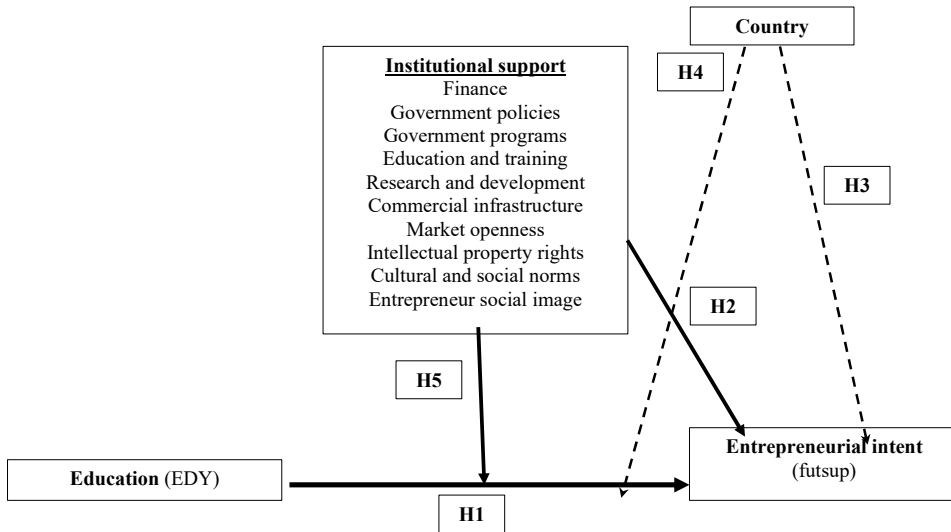 Country
H4
Institutional support
Finance
Government policies
Government programs
Education and training
Research and development
Commercial infrastructure
Market openness
Intellectual property rights
Cultural and social norms
Entrepreneur social image
H3
H2
H5
Entrepreneurial intent
(futsup)
Education (EDY)
H1